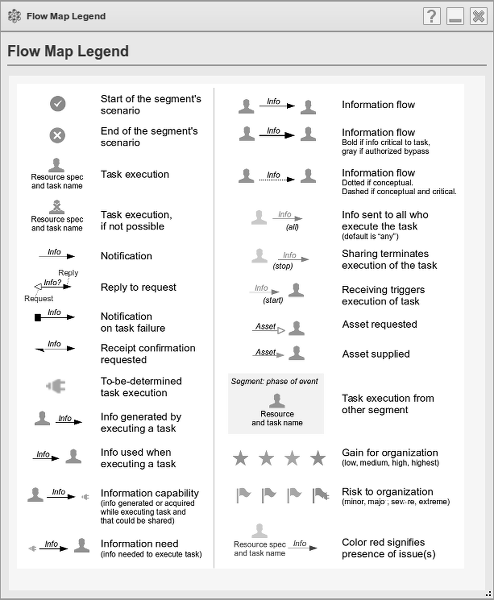 Flow Map Legend
?
Flow Map Legend
Start of the segment's
scenario
End of the segment's
scenario
Resource spec
and task name
Task execution
Resource spec
and task name
Task execution,
if not possible
Info
Notification
Reply
Info?
Request
Reply to request
Info
Notification
on task failure
Info
Receipt confirmation
requested
To-be-determined
task execution
Info
Info generated by
executing a task
Info
Info used when
executing a task
Info
Information capability
(info generated or acquired
while executing task and
that could be shared)
Info
Information need
(info needed to execute task)
Info
Information flow
Info
Information flow
Bold if info critical to task,
gray if authorized bypass
Info
Information flow
Dotted if conceptual.
Dashed if conceptual and critical.
Info
(all)
Info sent to all who
execute the task
(default is "any")
Info
(stop)
Sharing terminates
execution of the task
Info
(start)
Receiving triggers
execution of task
Asset
Asset requested
Asset
Asset supplied
Segment: phase of event
Resource
and task name
Task execution from
other segment
Gain for organization
(low, medium, high, highest)
Risk to organization
(minor, extreme)
Resource spec
and task name
Info
Color red signifies
presence of issue(s)